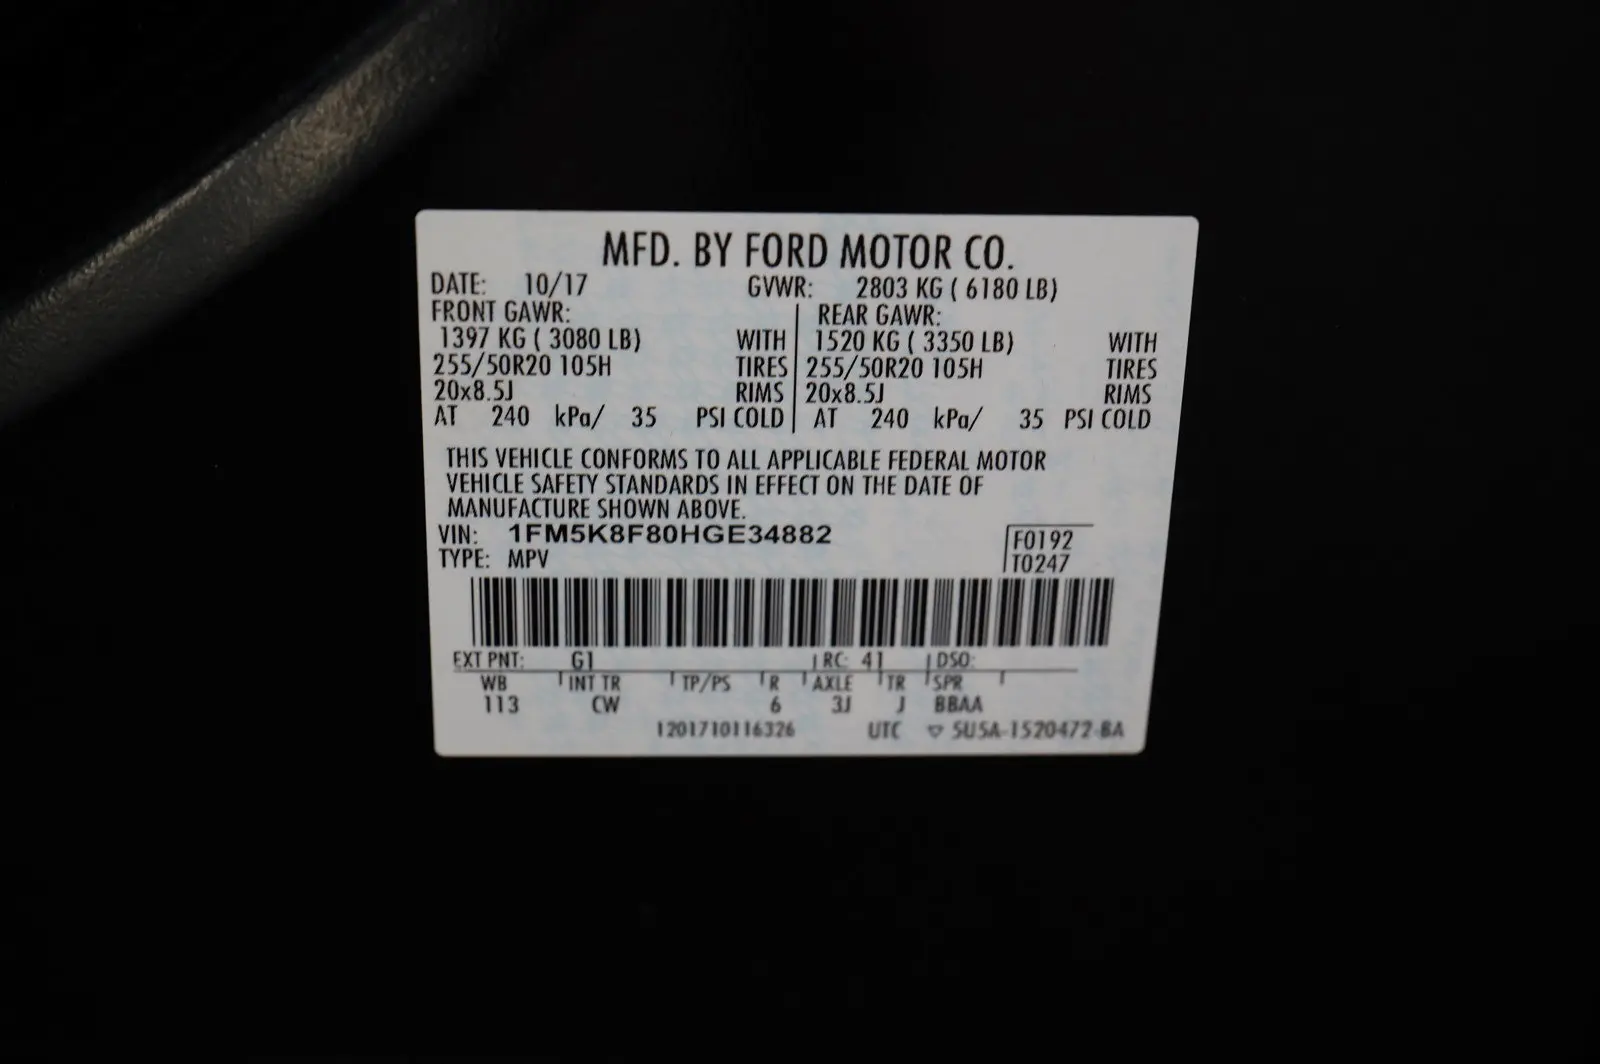 MFD. BY FORD MOTOR CO.
DATE: 10/17 GVWR: 2803 KG ( 6180 LB)
FRONT GAWR: REAR GAWR:
1397 KG ( 3080 LB) WITH 1520 KG ( 3350 LB) WITH
255/50R20 105H TIRES 255/50R20 105H TIRES
20x8.5J RIMS 20x8.5J RIMS
AT 240 kPa/ 35 PSI COLD AT 240 kPa/ 35 PSI COLD
THIS VEHICLE CONFORMS TO ALL APPLICABLE FEDERAL MOTOR
VEHICLE SAFETY STANDARDS IN EFFECT ON THE DATE OF
MANUFACTURE SHOWN ABOVE.
VIN: 1FM5K8F80HGE34882 F0192
TYPE: MPV T0247
EXT PNT: G1 RC: 41 DSO:
WB INT TR TP/PS R AXLE TR SPR
113 CW 6 3J J BBAA
1201710116326 UTC ▽ 5U5A-1520472-BA